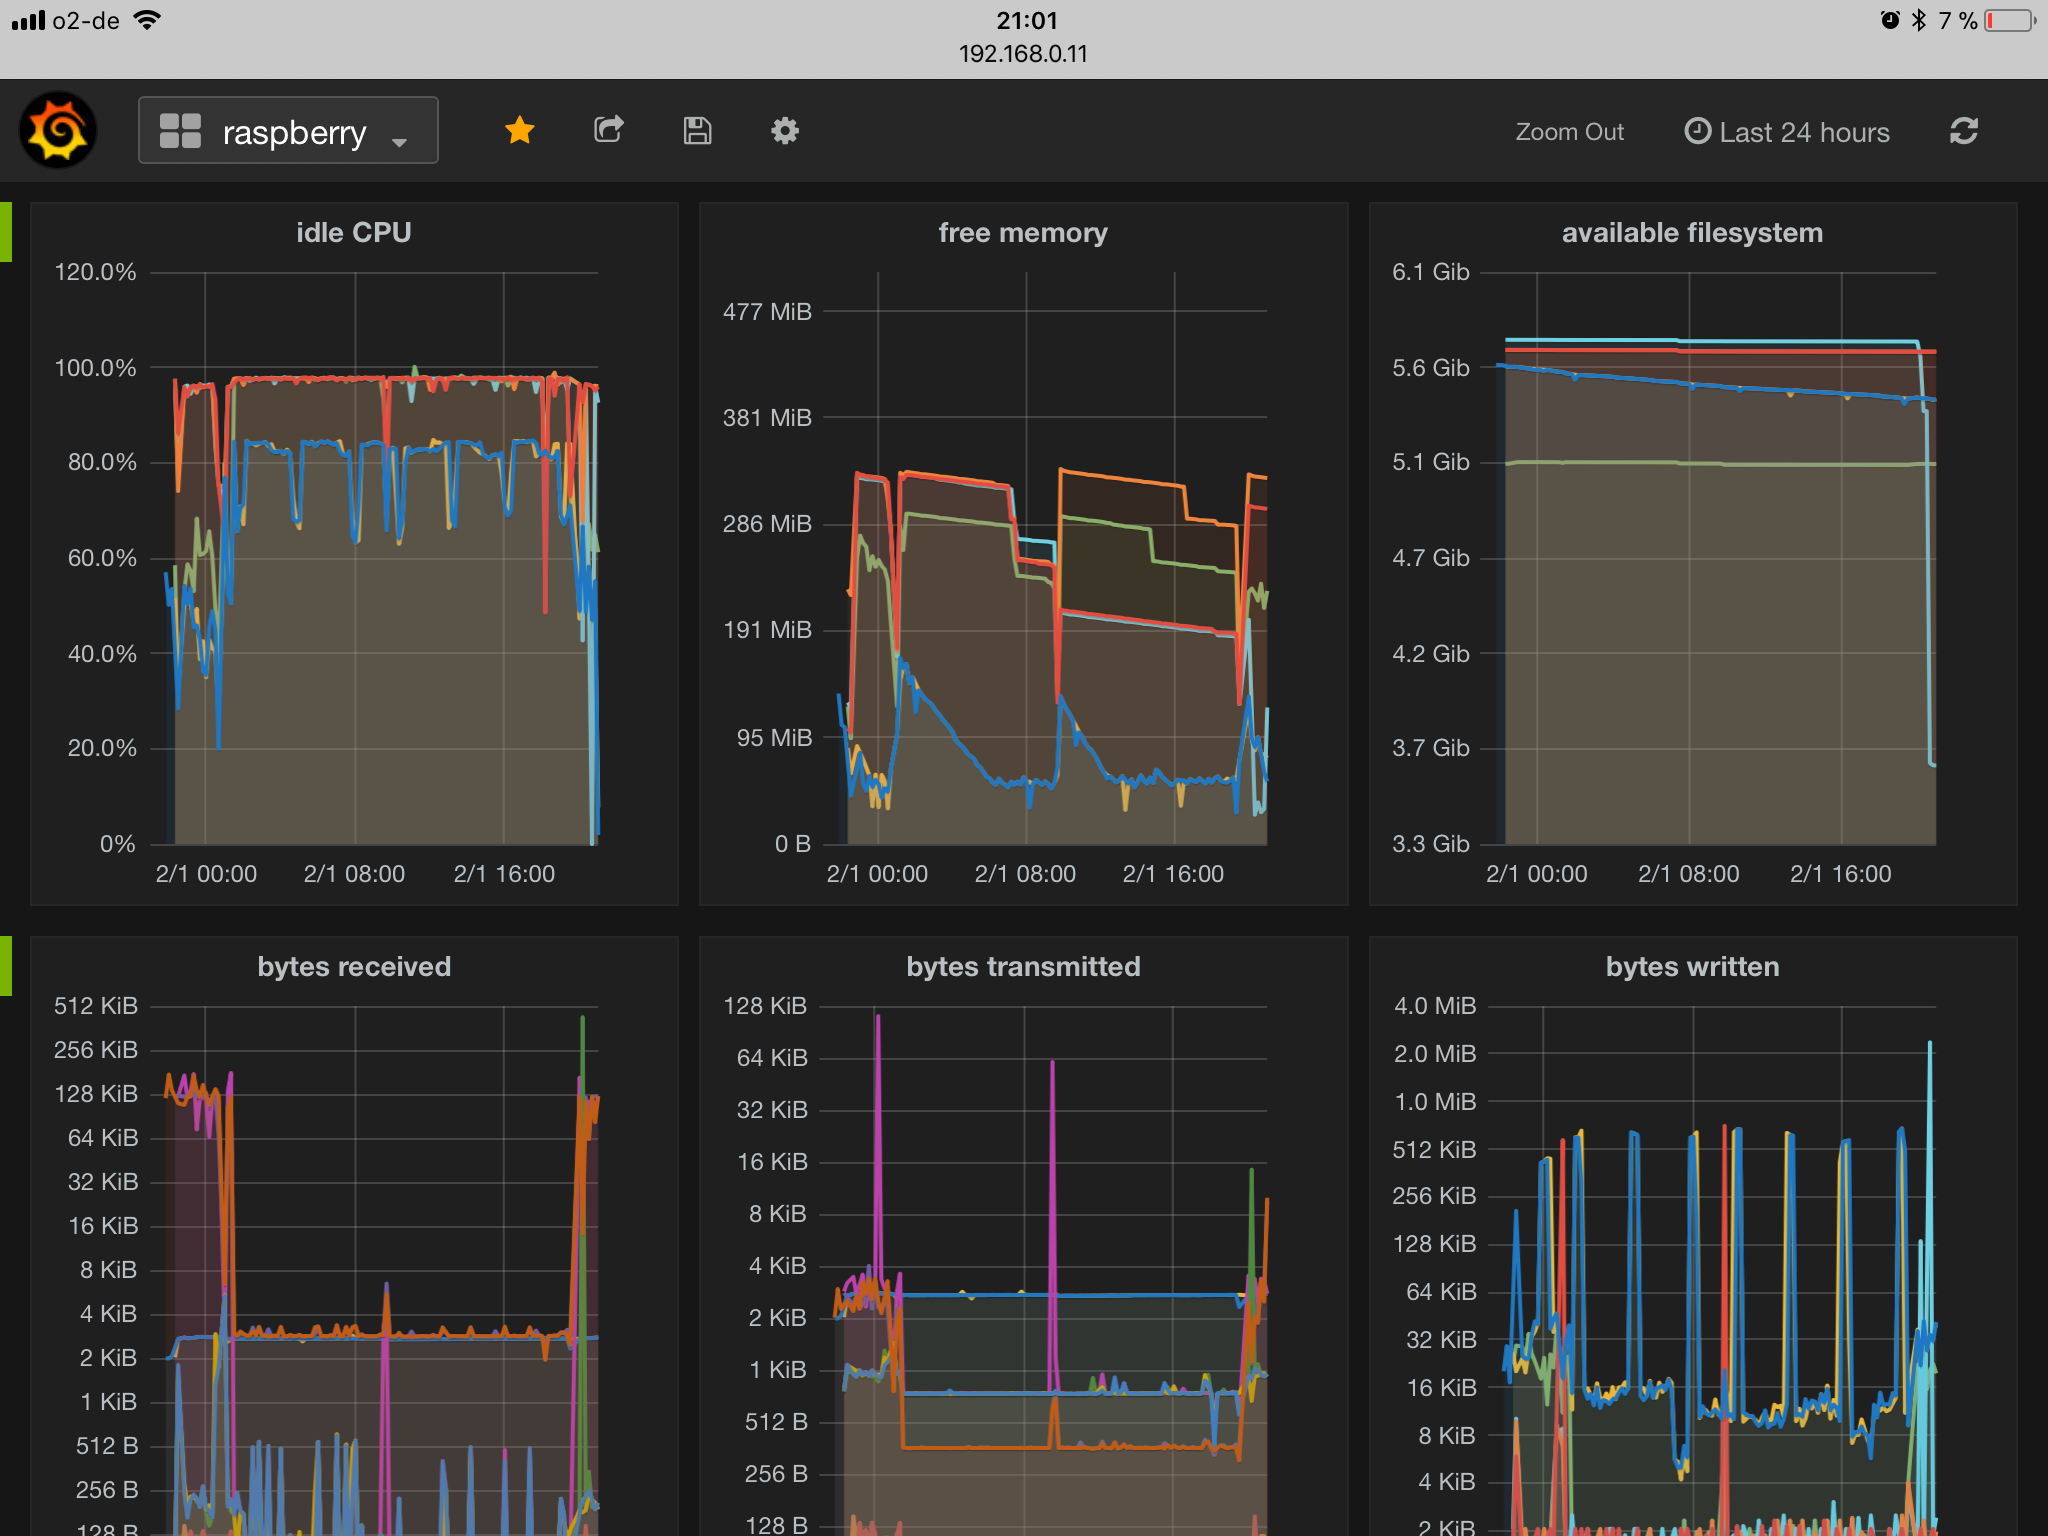 o2-de
21:01
7 %
192.168.0.11
raspberry
Zoom Out
Last 24 hours
idle CPU
120.0%
100.0%
80.0%
60.0%
40.0%
20.0%
0%
2/1 00:00 2/1 08:00 2/1 16:00
free memory
477 MiB
381 MiB
286 MiB
191 MiB
95 MiB
0 B
2/1 00:00 2/1 08:00 2/1 16:00
available filesystem
6.1 Gib
5.6 Gib
5.1 Gib
4.7 Gib
4.2 Gib
3.7 Gib
3.3 Gib
2/1 00:00 2/1 08:00 2/1 16:00
bytes received
512 KiB
256 KiB
128 KiB
64 KiB
32 KiB
16 KiB
8 KiB
4 KiB
2 KiB
1 KiB
512 B
256 B
128 B
bytes transmitted
128 KiB
64 KiB
32 KiB
16 KiB
8 KiB
4 KiB
2 KiB
1 KiB
512 B
256 B
128 B
bytes written
4.0 MiB
2.0 MiB
1.0 MiB
512 KiB
256 KiB
128 KiB
64 KiB
32 KiB
16 KiB
8 KiB
4 KiB
2 KiB